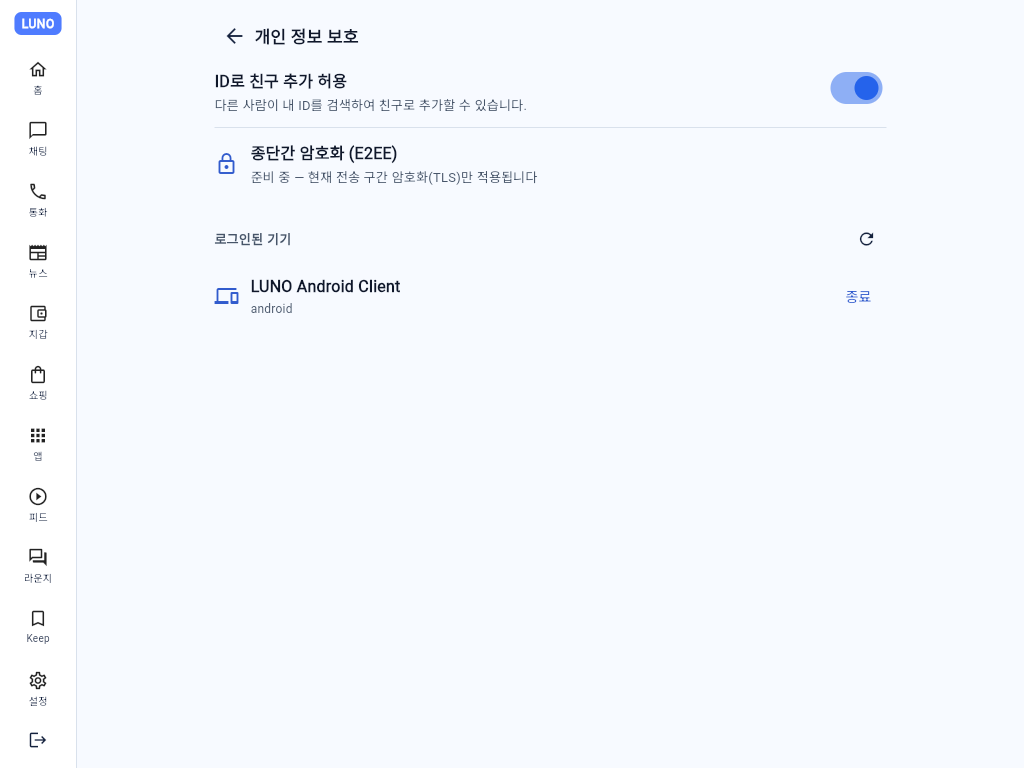 LUNO
홈
채팅
통화
뉴스
지갑
쇼핑
앱
피드
라운지
Keep
설정
개인 정보 보호
ID로 친구 추가 허용
다른 사람이 내 ID를 검색하여 친구로 추가할 수 있습니다.
종단간 암호화 (E2EE)
준비 중 — 현재 전송 구간 암호화(TLS)만 적용됩니다
로그인된 기기
LUNO Android Client
android
종료